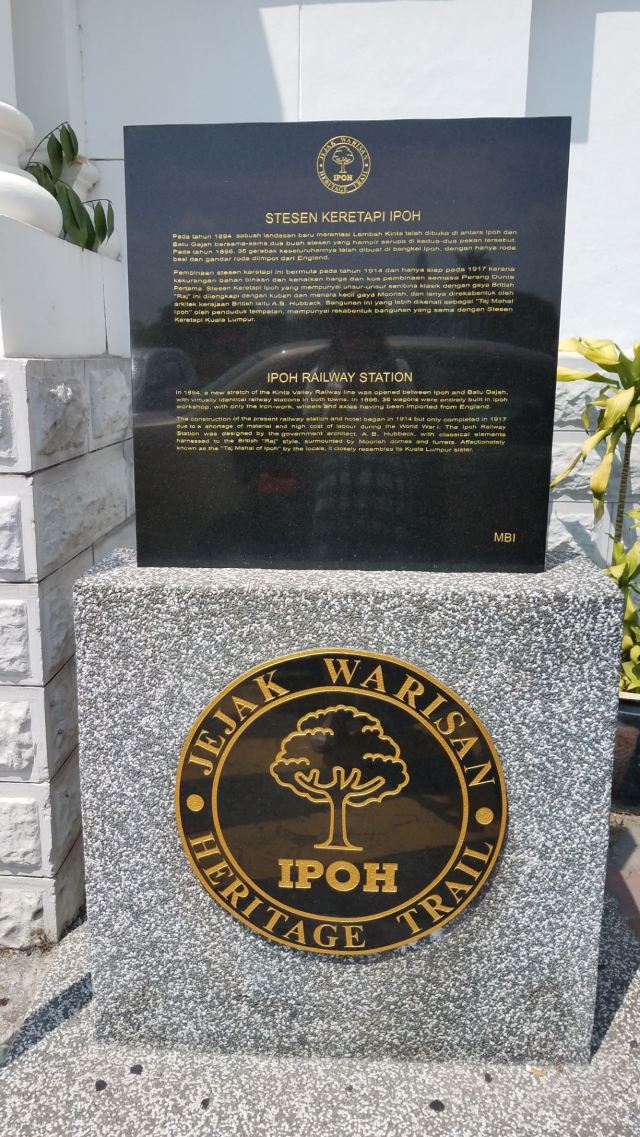 JEJAK WARISAN
IPOH
HERITAGE TRAIL
STESEN KERETAPI IPOH
Pada tahun 1894 sebuah landasan baru merentasi Lembah Kinta telah dibuka di antara Ipoh dan
Batu Gajah bersama-sama dua buah stesen yang hampir serupa di kedua-dua pekan tersebut.
Pada tahun 1896, 36 gerabak keseluruhannya telah dibuat di bengkel Ipoh, dengan hanya roda
besi dan gandar roda diimpot dari England.
Pembinaan stesen keretapi ini bermula pada tahun 1914 dan hanya siap pada 1917 kerana
kekurangan bahan binaan dan kenaikan harga dan kos pembinaan semasa Perang Dunia
Pertama. Stesen Keretapi Ipoh yang mempunyai unsur-unsur senibina klasik dengan gaya British
"Raj" ini dilengkapi dengan kubah dan menara kecil gaya Moorish, dan ianya direkabentuk oleh
arkitek kerajaan British iaitu A.B. Hubback. Bangunan ini yang lebih dikenali sebagai "Taj Mahal
Ipoh" oleh penduduk tempatan, mempunyai rekabentuk bangunan yang sama dengan Stesen
Keretapi Kuala Lumpur.
IPOH RAILWAY STATION
In 1894, a new stretch of the Kinta Valley Railway line was opened between Ipoh and Batu Gajah,
with virtually identical railway stations in both towns. In 1896, 36 wagons were entirely built in Ipoh
workshop, with only the iron-work, wheels and axles having been imported from England.
The construction of the present railway station and hotel began in 1914 but only completed in 1917
due to a shortage of material and high cost of labour during the World War I. The Ipoh Railway
Station was designed by the government architect, A.B. Hubback, with classical elements
harnessed to the British "Raj" style, surmounted by Moorish domes and turrets. Affectionately
known as the "Taj Mahal of Ipoh" by the locals, it closely resembles its Kuala Lumpur sister.
MBI
JEJAK WARISAN
IPOH
HERITAGE TRAIL